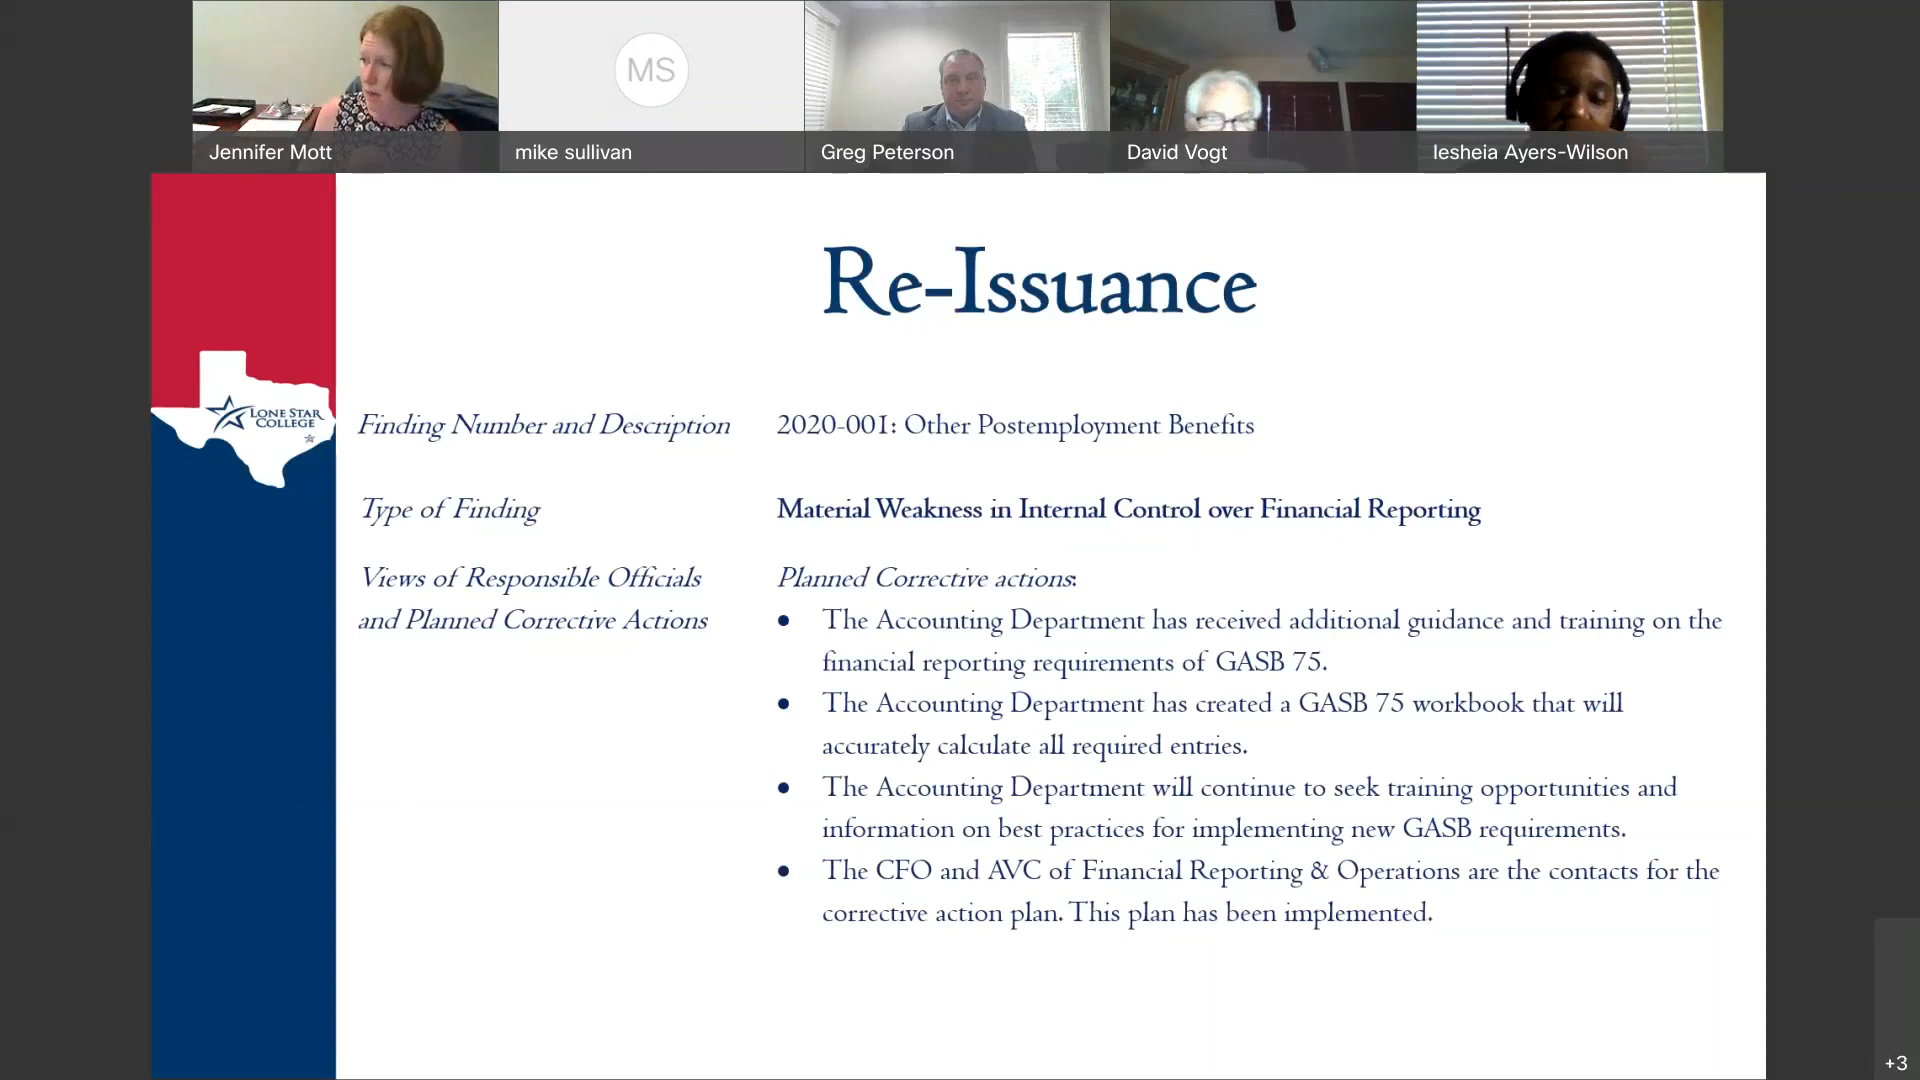 MS
Jennifer Mott
mike sullivan
Greg Peterson
David Vogt
Iesheia Ayers-Wilson
Re-Issuance
LONE STAR
COLLEGE
Finding Number and Description
2020-001: Other Postemployment Benefits
Type of Finding
Material Weakness in Internal Control over Financial Reporting
Views of Responsible Officials
and Planned Corrective Actions
Planned Corrective actions:
• The Accounting Department has received additional guidance and training on the
financial reporting requirements of GASB 75.
• The Accounting Department has created a GASB 75 workbook that will
accurately calculate all required entries.
• The Accounting Department will continue to seek training opportunities and
information on best practices for implementing new GASB requirements.
• The CFO and AVC of Financial Reporting & Operations are the contacts for the
corrective action plan. This plan has been implemented.
+3